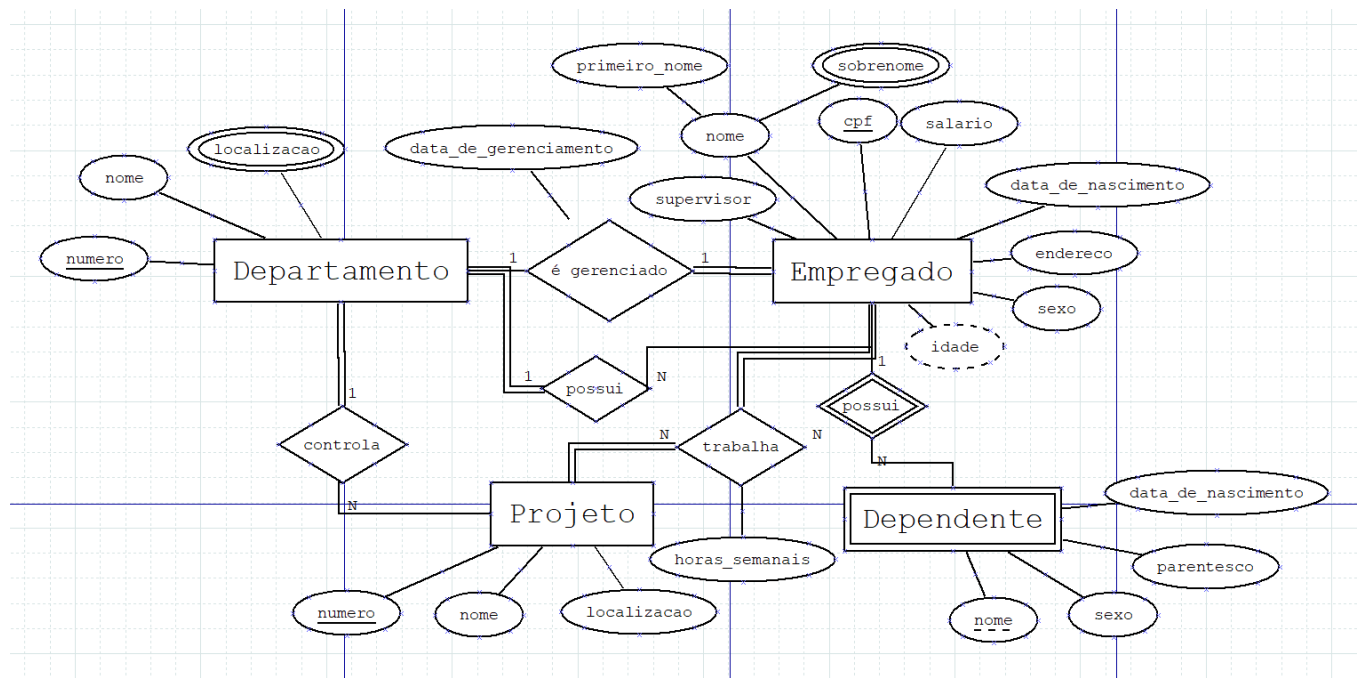 primeiro_nome
sobrenome
nome
cpf
salario
localizacao
data_de_gerenciamento
nome
supervisor
data_de_nascimento
numero
endereco
Departamento
1
é gerenciado
1
Empregado
sexo
idade
1
possui
N
1
possui
1
controla
N
trabalha
N
N
N
Projeto
Dependente
data_de_nascimento
horas_semanais
parentesco
numero
nome
localizacao
nome
sexo